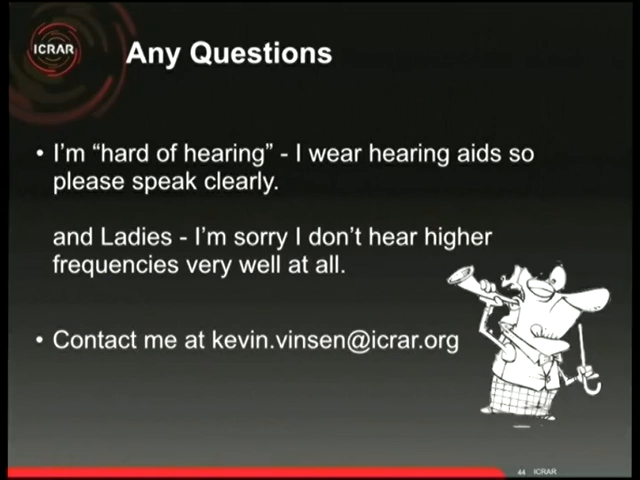 ICRAR
Any Questions
• I'm “hard of hearing” - I wear hearing aids so
please speak clearly.
and Ladies - I'm sorry I don't hear higher
frequencies very well at all.
• Contact me at kevin.vinsen@icrar.org
44 ICRAR